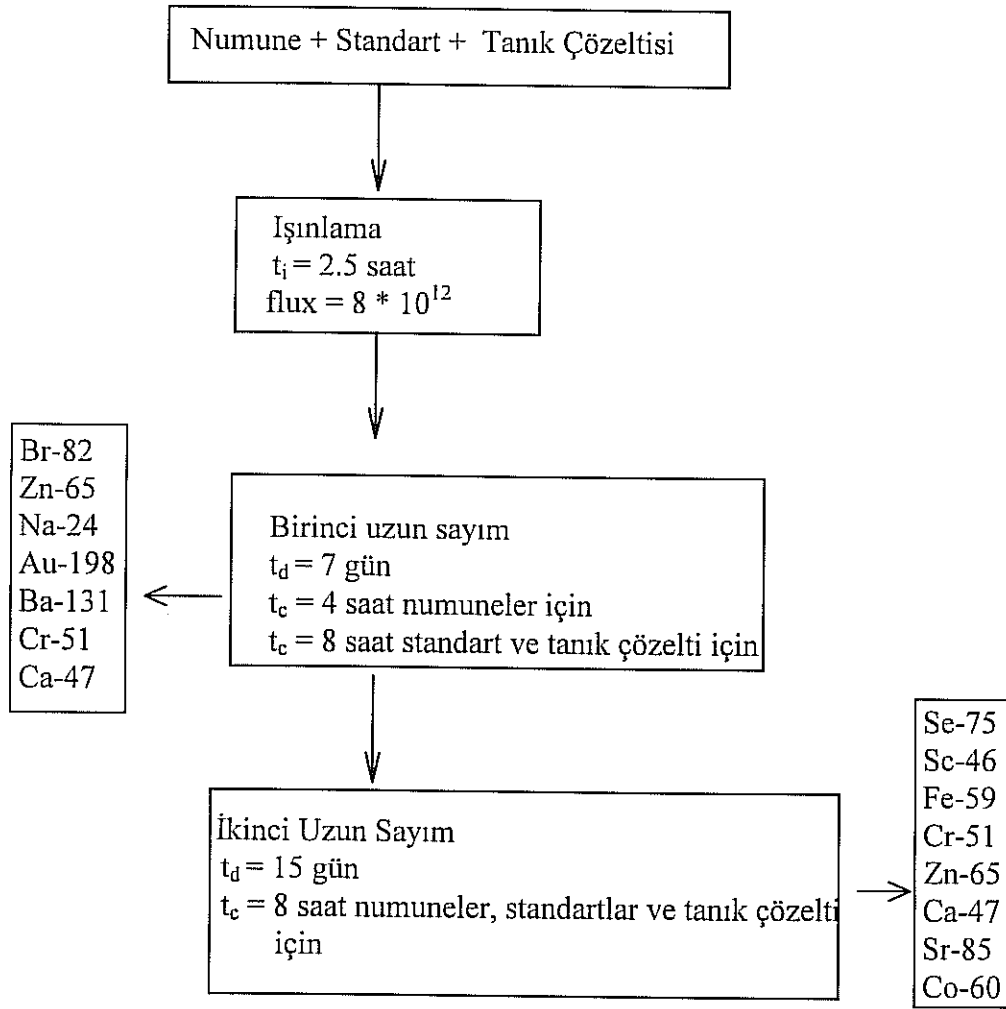 Numune + Standart + Tanık Çözeltisi
Işınlama
tᵢ = 2.5 saat
flux = 8 * 10¹²
Br-82
Zn-65
Na-24
Au-198
Ba-131
Cr-51
Ca-47
Birinci uzun sayım
t_d = 7 gün
t_c = 4 saat numuneler için
t_c = 8 saat standart ve tanık çözelti için
İkinci Uzun Sayım
t_d = 15 gün
t_c = 8 saat numuneler, standartlar ve tanık çözelti
için
Se-75
Sc-46
Fe-59
Cr-51
Zn-65
Ca-47
Sr-85
Co-60